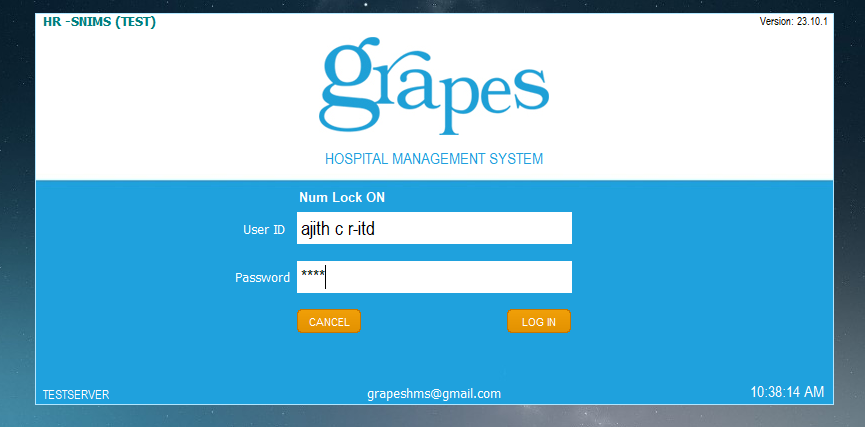 HR -SNIMS (TEST)
Version: 23.10.1
grapes
HOSPITAL MANAGEMENT SYSTEM
Num Lock ON
User ID
ajith c r-itd
Password
****
CANCEL
LOG IN
TESTSERVER
grapeshms@gmail.com
10:38:14 AM